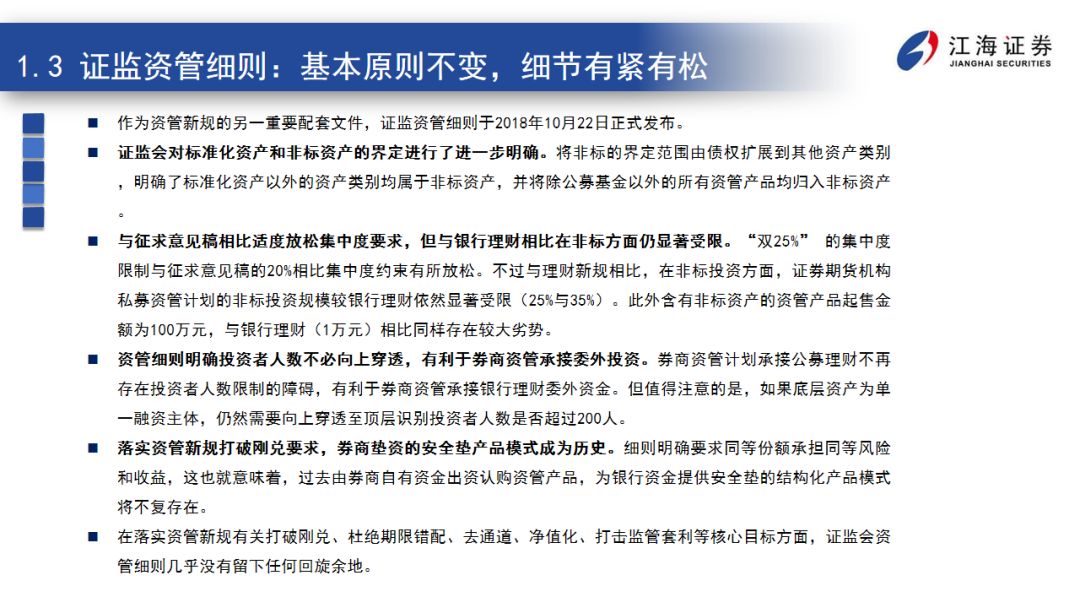 1.3 证监资管细则：基本原则不变，细节有紧有松
江海证券
JIANGHAI SECURITIES
作为资管新规的另一重要配套文件，证监资管细则于2018年10月22日正式发布。
证监会对标准化资产和非标资产的界定进行了进一步明确。将非标的界定范围由债权扩展到其他资产类别
，明确了标准化资产以外的资产类别均属于非标资产，并将除公募基金以外的所有资管产品均归入非标资产
。
与征求意见稿相比适度放松集中度要求，但与银行理财相比在非标方面仍显著受限。“双25%” 的集中度
限制与征求意见稿的20%相比集中度约束有所放松。不过与理财新规相比，在非标投资方面，证券期货机构
私募资管计划的非标投资规模较银行理财依然显著受限（25%与35%）。此外含有非标资产的资管产品起售金
额为100万元，与银行理财（1万元）相比同样存在较大劣势。
资管细则明确投资者人数不必向上穿透，有利于券商资管承接委外投资。券商资管计划承接公募理财不再
存在投资者人数限制的障碍，有利于券商资管承接银行理财委外资金。但值得注意的是，如果底层资产为单
一融资主体，仍然需要向上穿透至顶层识别投资者人数是否超过200人。
落实资管新规打破刚兑要求，券商垫资的安全垫产品模式成为历史。细则明确要求同等份额承担同等风险
和收益，这也就意味着，过去由券商自有资金出资认购资管产品，为银行资金提供安全垫的结构化产品模式
将不复存在。
在落实资管新规有关打破刚兑、杜绝期限错配、去通道、净值化、打击监管套利等核心目标方面，证监会资
管细则几乎没有留下任何回旋余地。